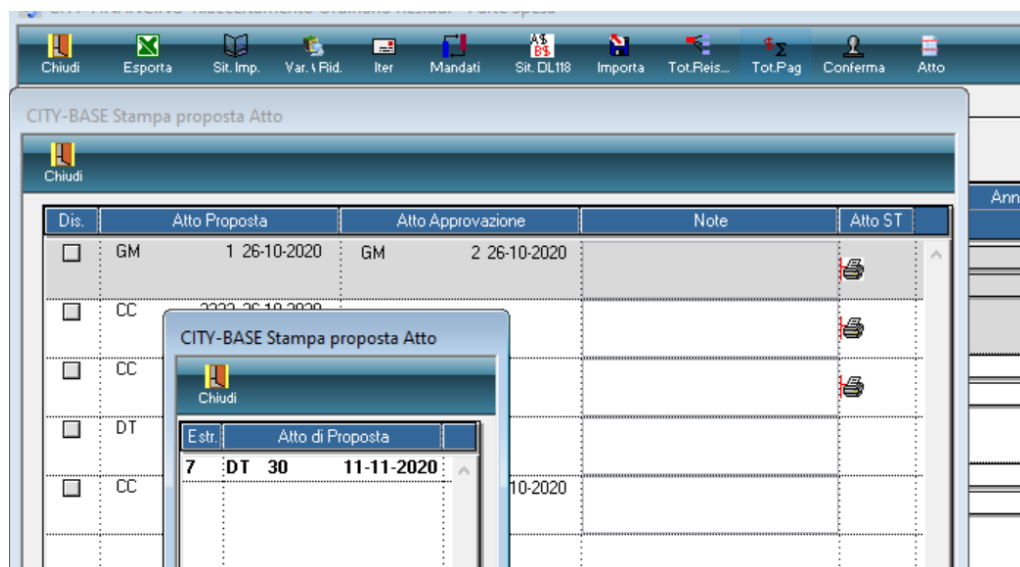 Chiudi Esporta Sit. Imp. Var. \ Rid. Iter Mandati Sit. DL118 Importa Tot.Reis... Tot.Pag Conferma Atto
CITY-BASE Stampa proposta Atto
Chiudi
Ann
Dis. Atto Proposta Atto Approvazione Note Atto ST
GM 1 26-10-2020 GM 2 26-10-2020
CC
CITY-BASE Stampa proposta Atto
CC
Chiudi
DT
Estr. Atto di Proposta
7 DT 30 11-11-2020
CC 10-2020